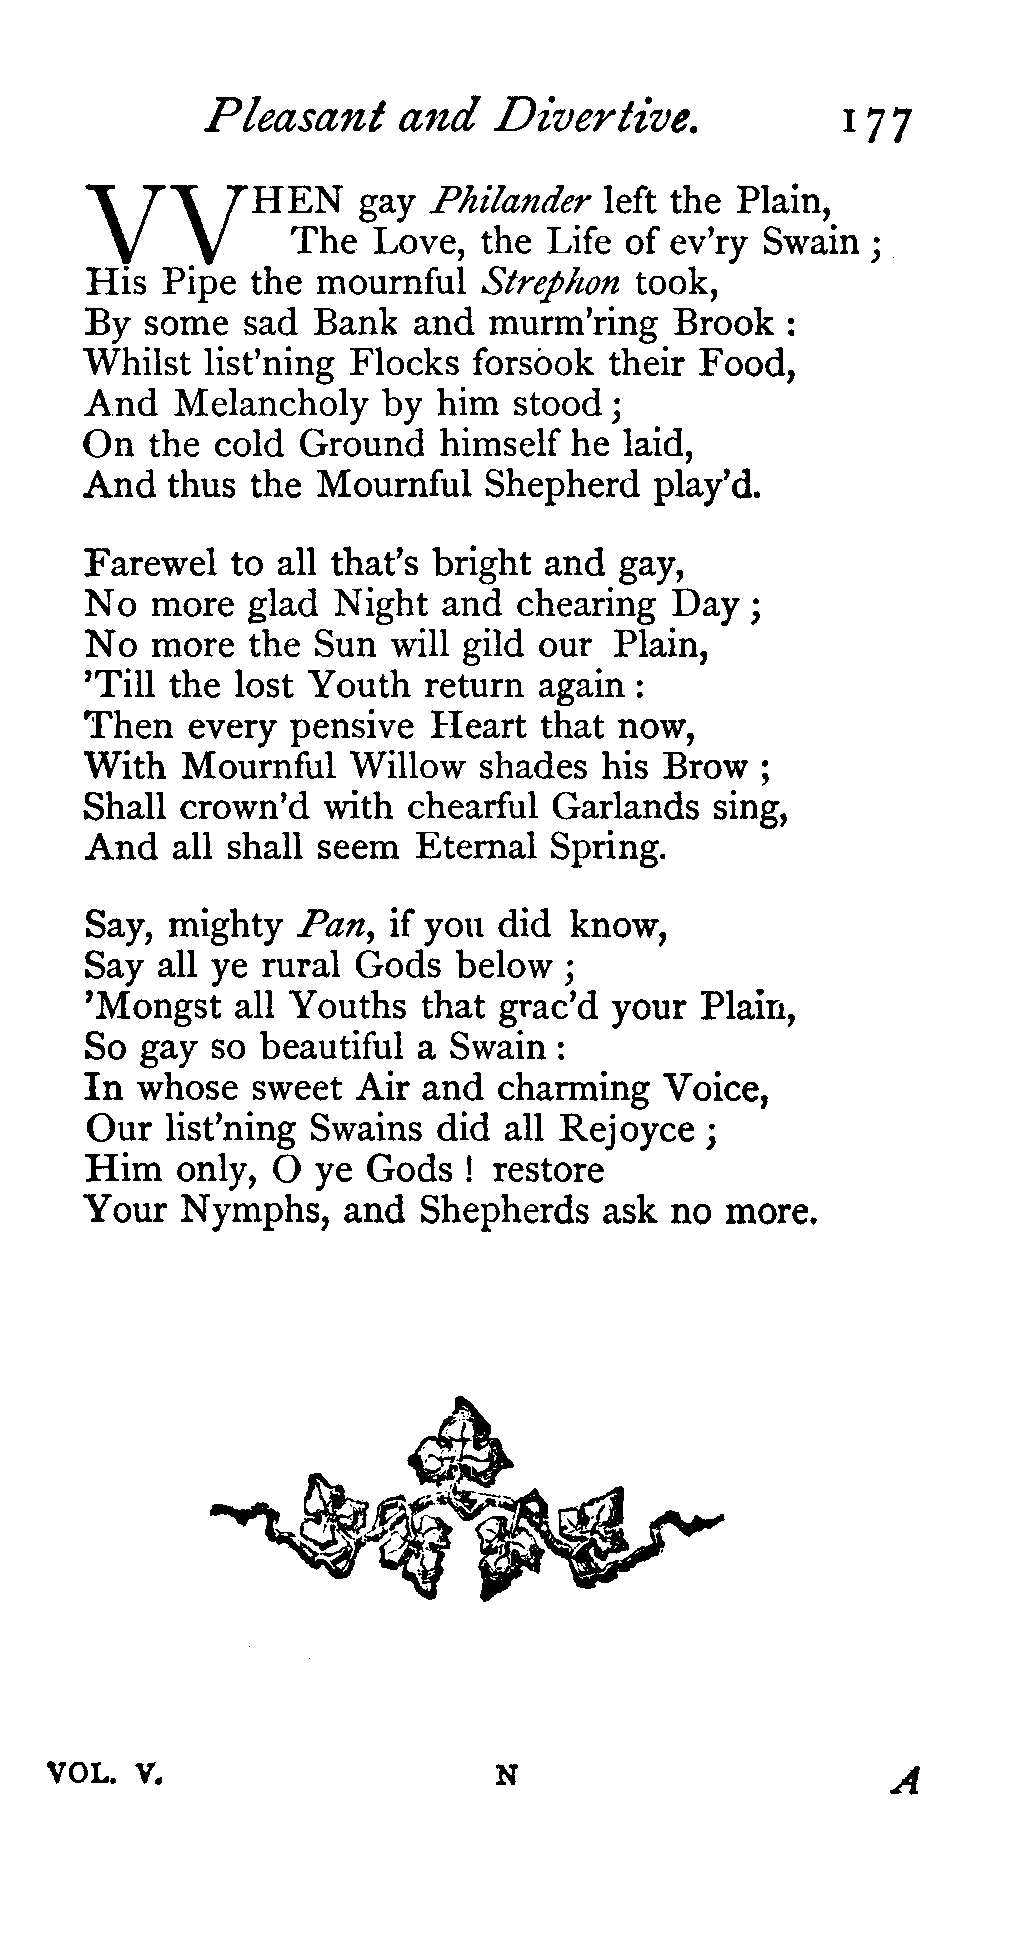 Pleasant and Divertive. 177
WHEN gay Philander left the Plain,
The Love, the Life of ev'ry Swain ;
His Pipe the mournful Strephon took,
By some sad Bank and murm'ring Brook :
Whilst list'ning Flocks forsook their Food,
And Melancholy by him stood ;
On the cold Ground himself he laid,
And thus the Mournful Shepherd play'd.

Farewel to all that's bright and gay,
No more glad Night and chearing Day ;
No more the Sun will gild our Plain,
'Till the lost Youth return again :
Then every pensive Heart that now,
With Mournful Willow shades his Brow ;
Shall crown'd with chearful Garlands sing,
And all shall seem Eternal Spring.

Say, mighty Pan, if you did know,
Say all ye rural Gods below ;
'Mongst all Youths that grac'd your Plain,
So gay so beautiful a Swain :
In whose sweet Air and charming Voice,
Our list'ning Swains did all Rejoyce ;
Him only, O ye Gods ! restore
Your Nymphs, and Shepherds ask no more.

VOL. V. N A